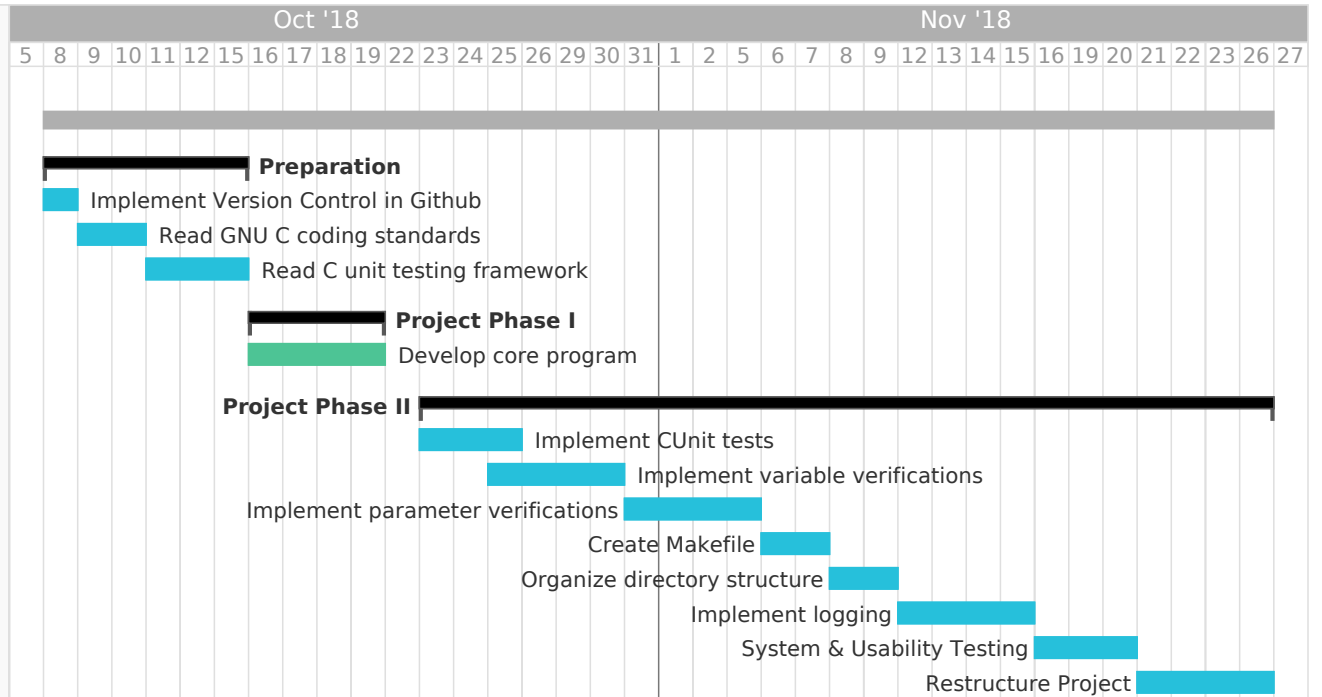 Oct '18 Nov '18
5 8 9 10 11 12 15 16 17 18 19 22 23 24 25 26 29 30 31 1 2 5 6 7 8 9 12 13 14 15 16 19 20 21 22 23 26 27
Preparation
Implement Version Control in Github
Read GNU C coding standards
Read C unit testing framework
Project Phase I
Develop core program
Project Phase II
Implement CUnit tests
Implement variable verifications
Implement parameter verifications
Create Makefile
Organize directory structure
Implement logging
System & Usability Testing
Restructure Project